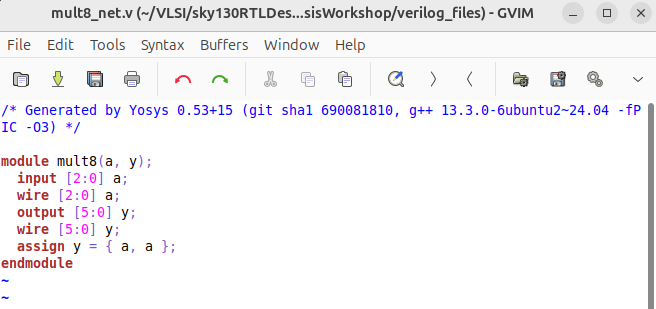 mult8_net.v (~/VLSI/sky130RTLDes...sisWorkshop/verilog_files) - GVIM
File Edit Tools Syntax Buffers Window Help
/* Generated by Yosys 0.53+15 (git sha1 690081810, g++ 13.3.0-6ubuntu2~24.04 -fP
IC -O3) */
module mult8(a, y);
  input [2:0] a;
  wire [2:0] a;
  output [5:0] y;
  wire [5:0] y;
  assign y = { a, a };
endmodule
~
~